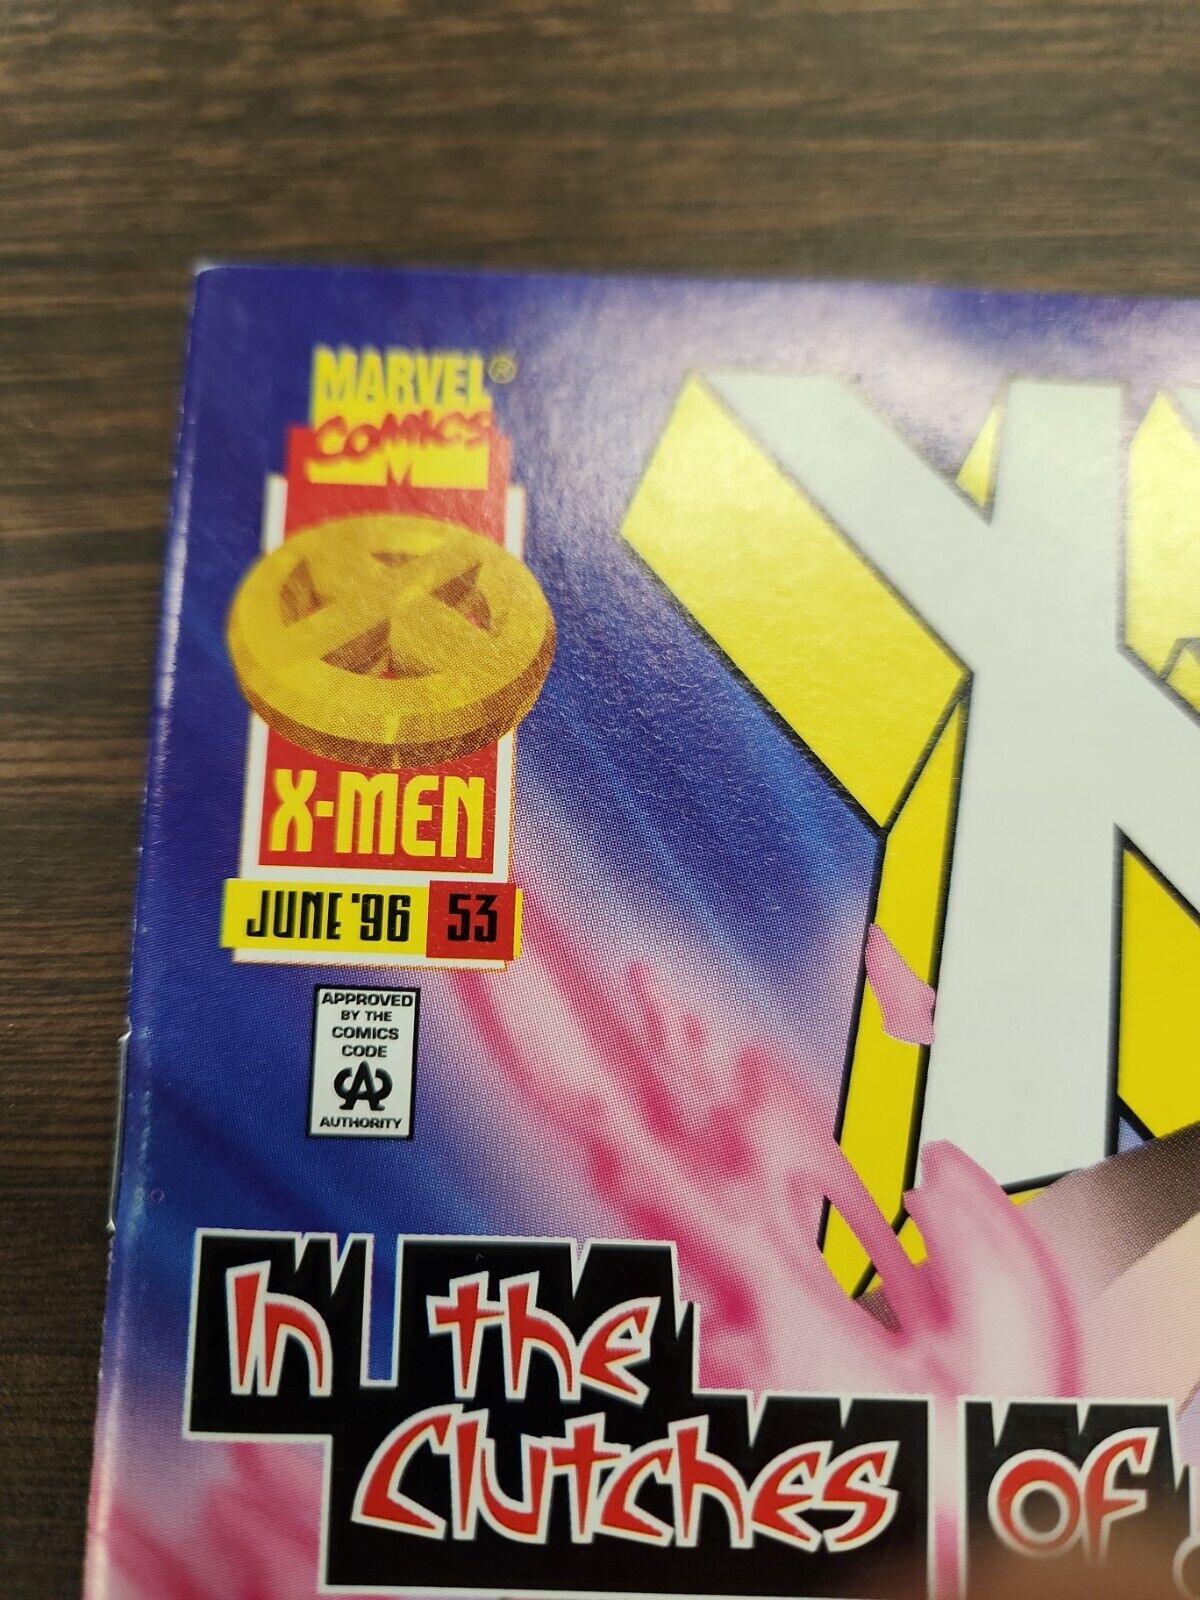 MARVEL®
COMICS
X-MEN
JUNE '96 53
APPROVED
BY THE
COMICS
CODE
AUTHORITY
X
In the
Clutches of